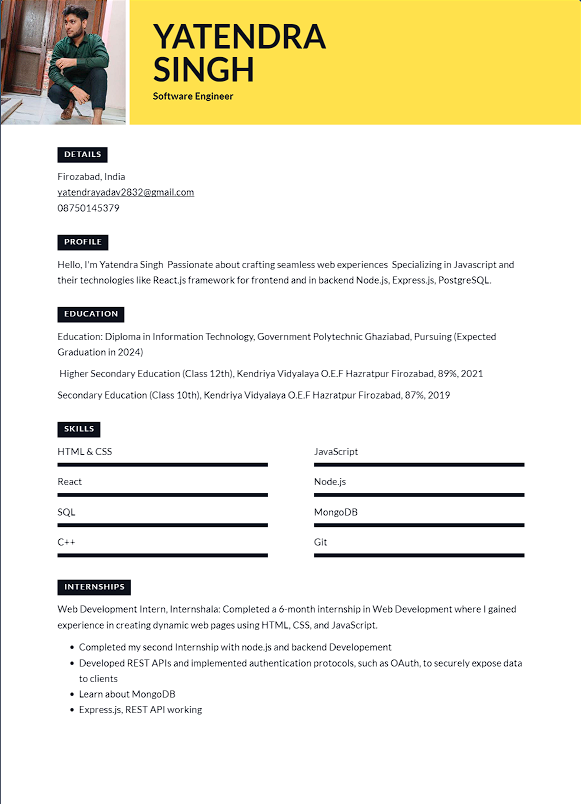 YATENDRA
SINGH
Software Engineer
DETAILS
Firozabad, India
yatendrayadav2832@gmail.com
08750145379
PROFILE
Hello, I'm Yatendra Singh Passionate about crafting seamless web experiences Specializing in Javascript and
their technologies like React.js framework for frontend and in backend Node.js, Express.js, PostgreSQL.
EDUCATION
Education: Diploma in Information Technology, Government Polytechnic Ghaziabad, Pursuing (Expected
Graduation in 2024)
Higher Secondary Education (Class 12th), Kendriya Vidyalaya O.E.F Hazratpur Firozabad, 89%, 2021
Secondary Education (Class 10th), Kendriya Vidyalaya O.E.F Hazratpur Firozabad, 87%, 2019
SKILLS
HTML & CSS
JavaScript
React
Node.js
SQL
MongoDB
C++
Git
INTERNSHIPS
Web Development Intern, Internshala: Completed a 6-month internship in Web Development where I gained
experience in creating dynamic web pages using HTML, CSS, and JavaScript.
• Completed my second Internship with node.js and backend Developement
• Developed REST APIs and implemented authentication protocols, such as OAuth, to securely expose data
to clients
• Learn about MongoDB
• Express.js, REST API working